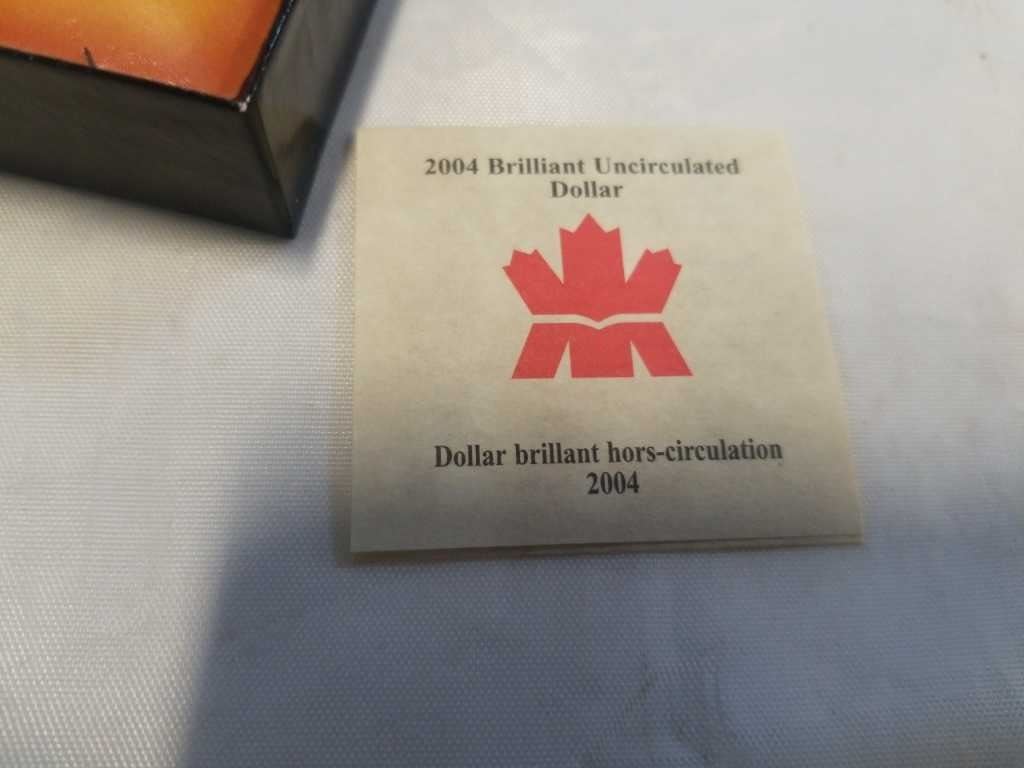 2004 Brilliant Uncirculated
Dollar
Dollar brillant hors-circulation
2004